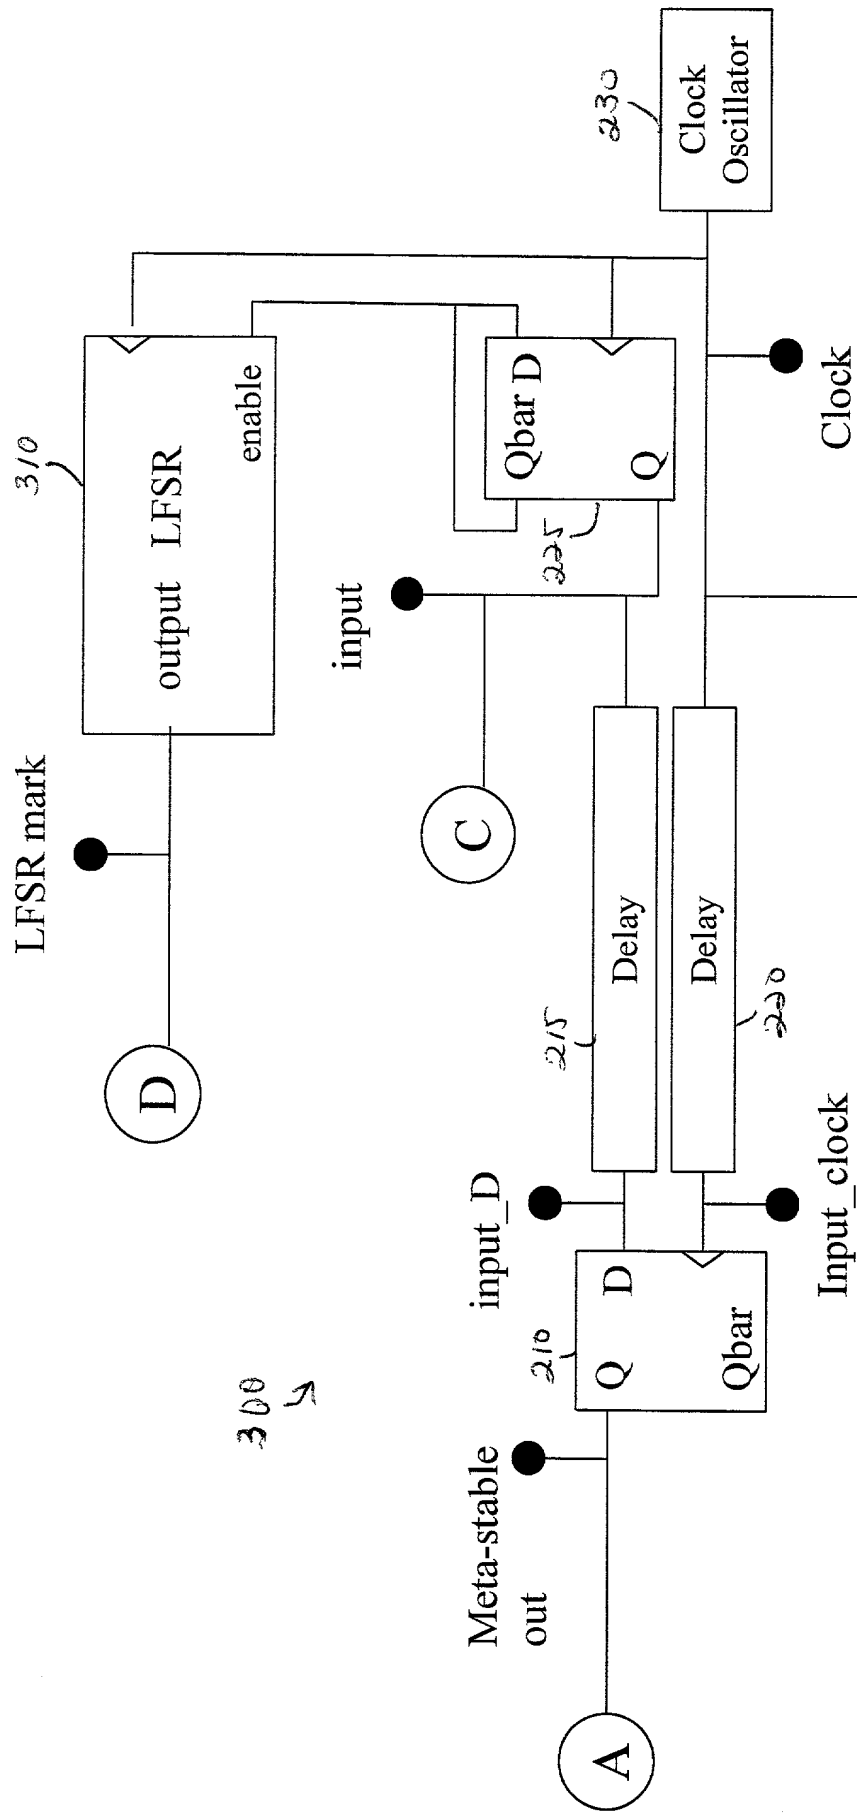 LFSR mark
310
output LFSR
enable
D
input
C
Qbar D
Q
225
230
Clock
Oscillator
300
Meta-stable
out
input_D
215
Delay
Delay
220
210
Q
D
Qbar
A
Input_clock
Clock